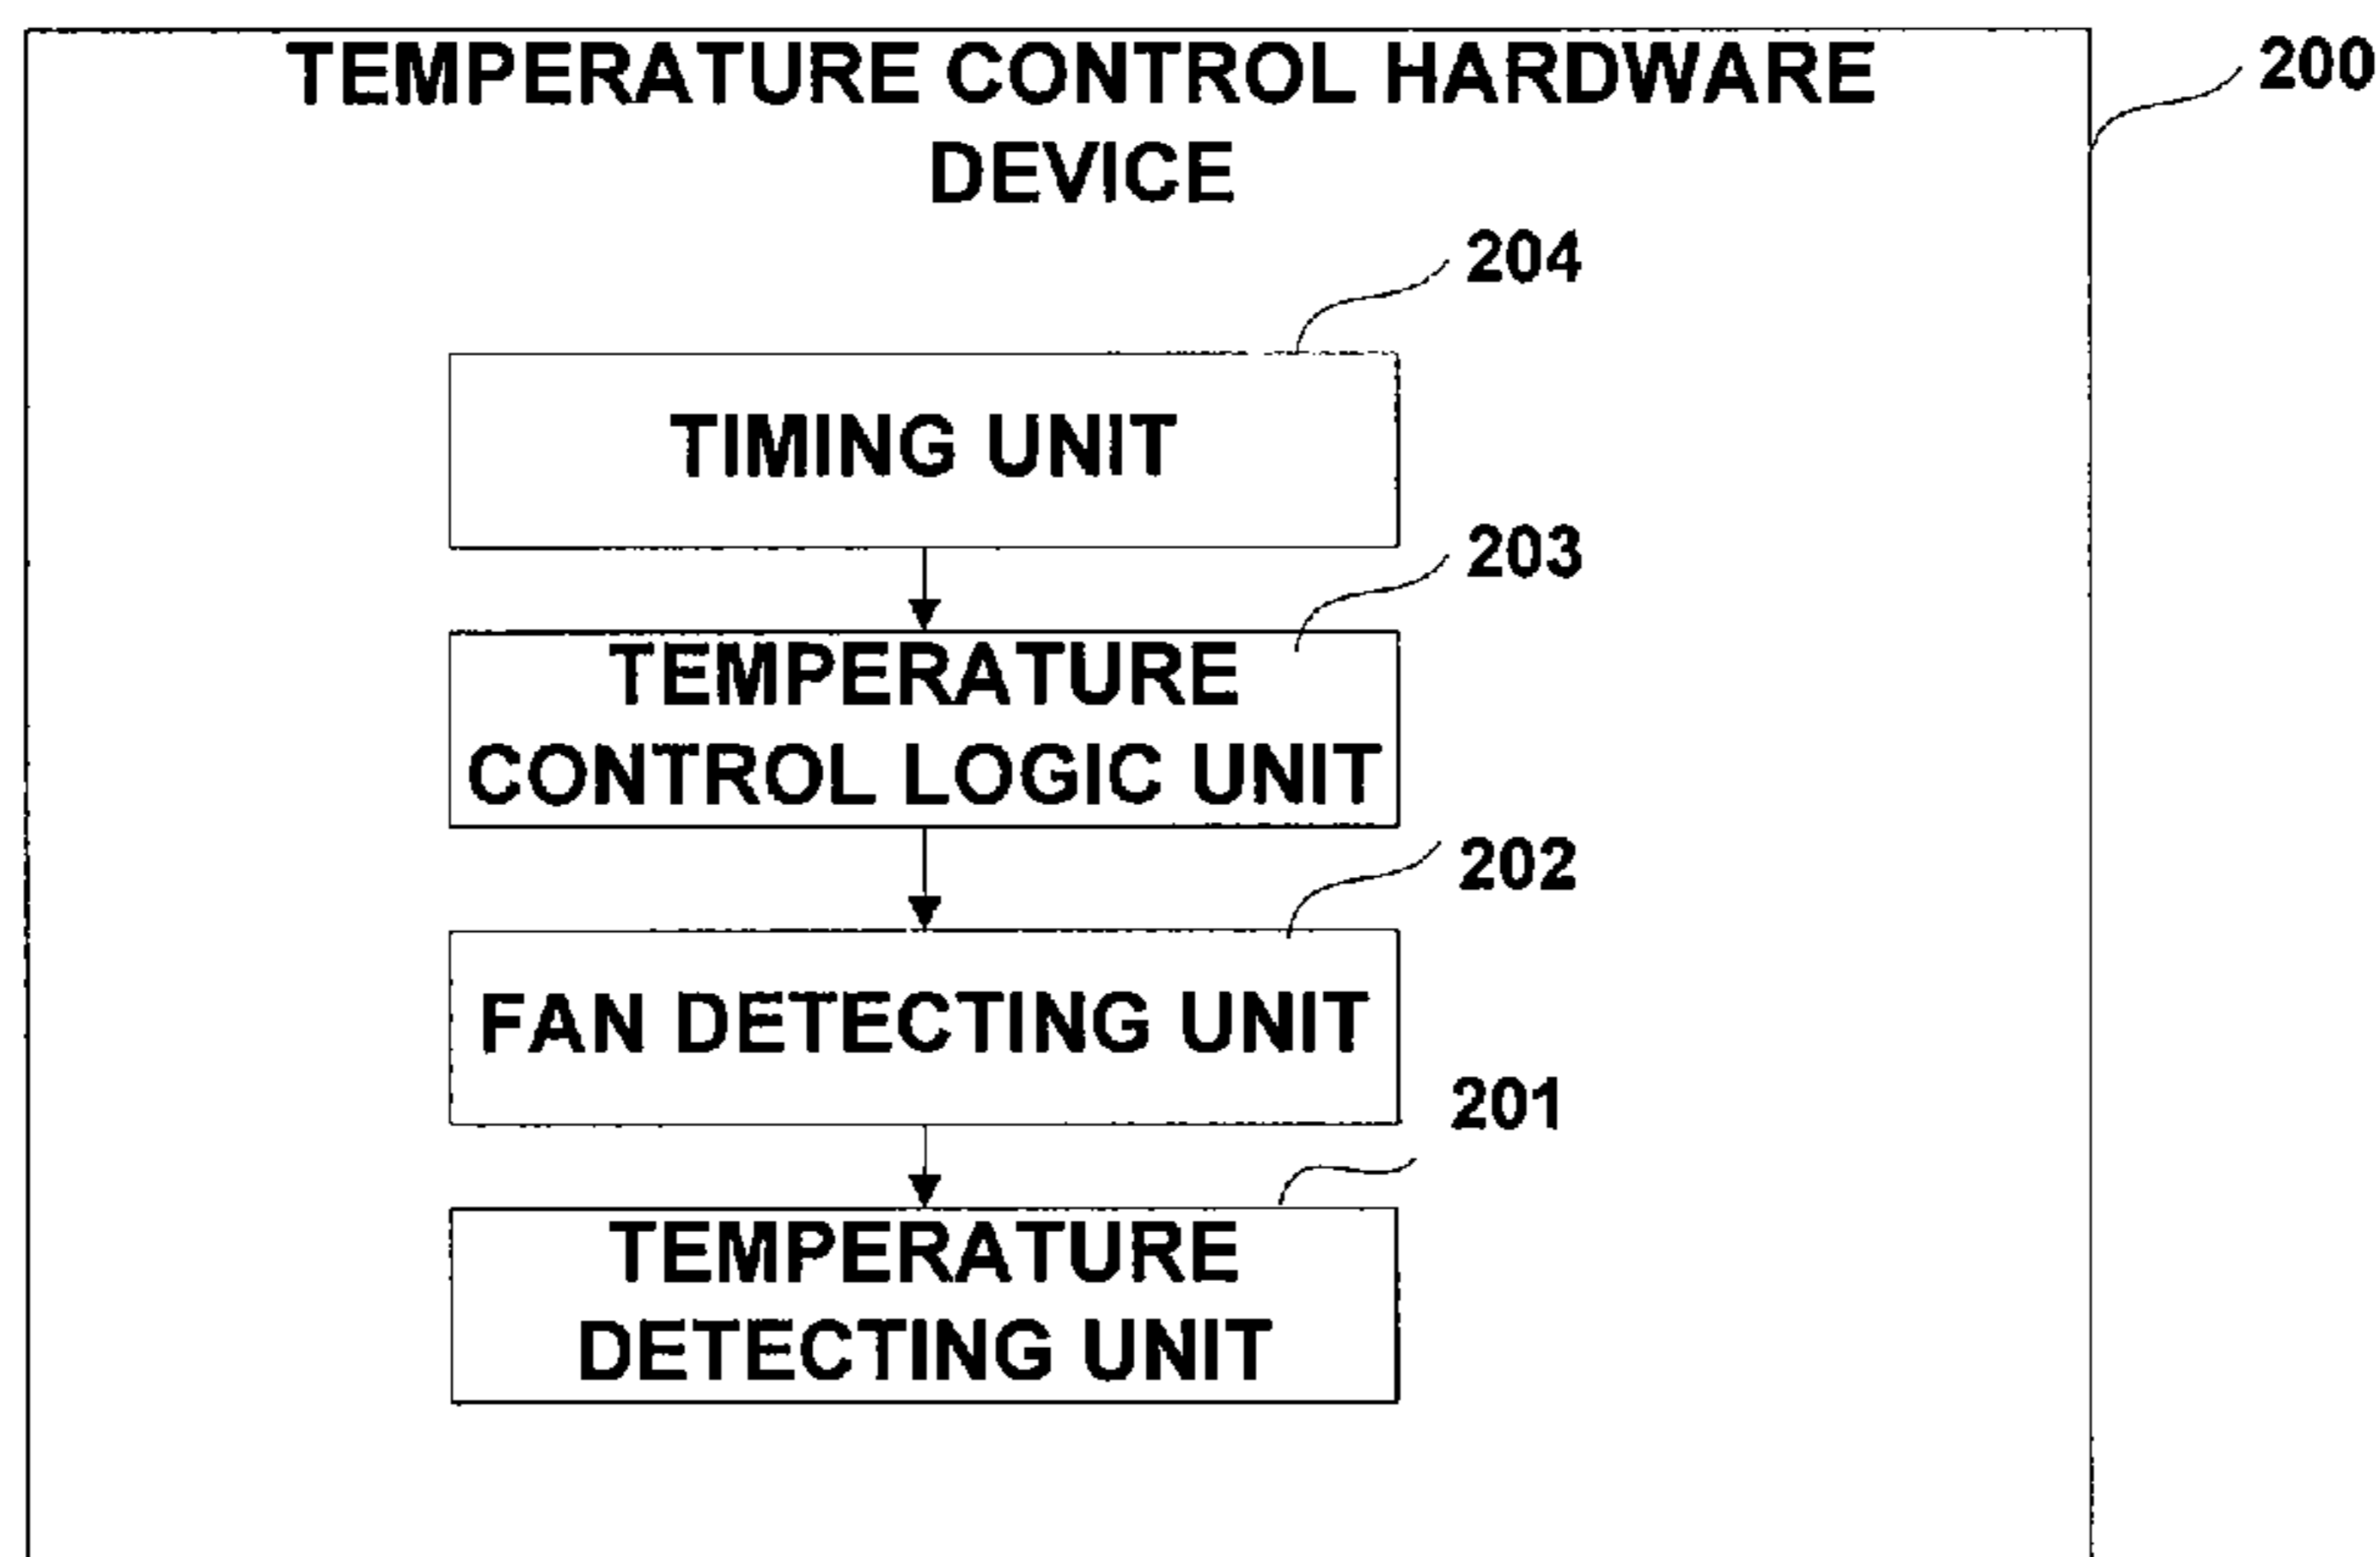 TEMPERATURE CONTROL HARDWARE
DEVICE
200
204
TIMING UNIT
203
TEMPERATURE
CONTROL LOGIC UNIT
202
FAN DETECTING UNIT
201
TEMPERATURE
DETECTING UNIT